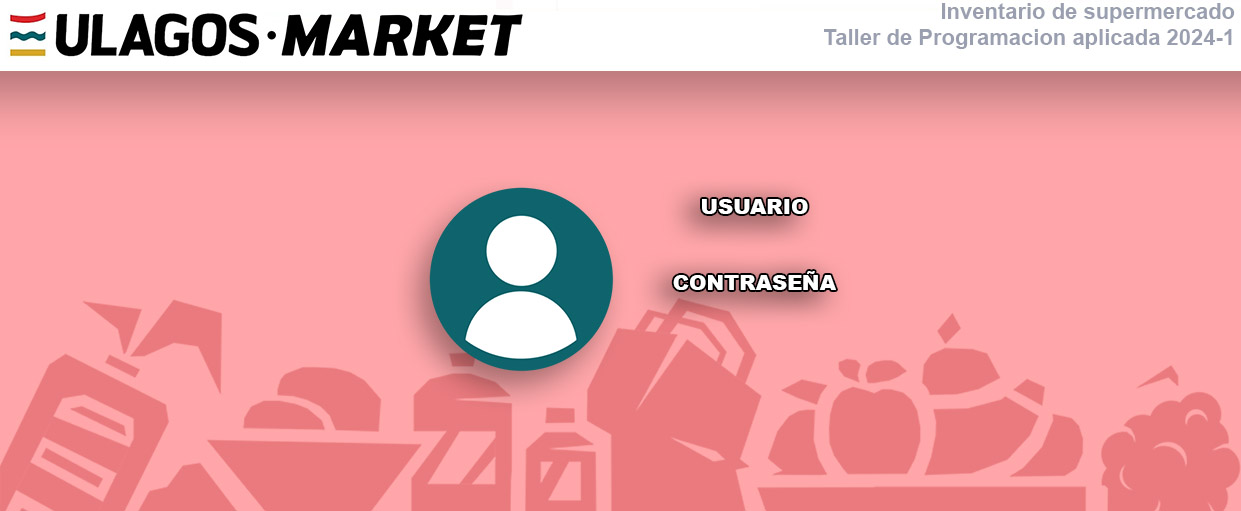 ULAGOS·MARKET
Inventario de supermercado
Taller de Programacion aplicada 2024-1
USUARIO
CONTRASEÑA